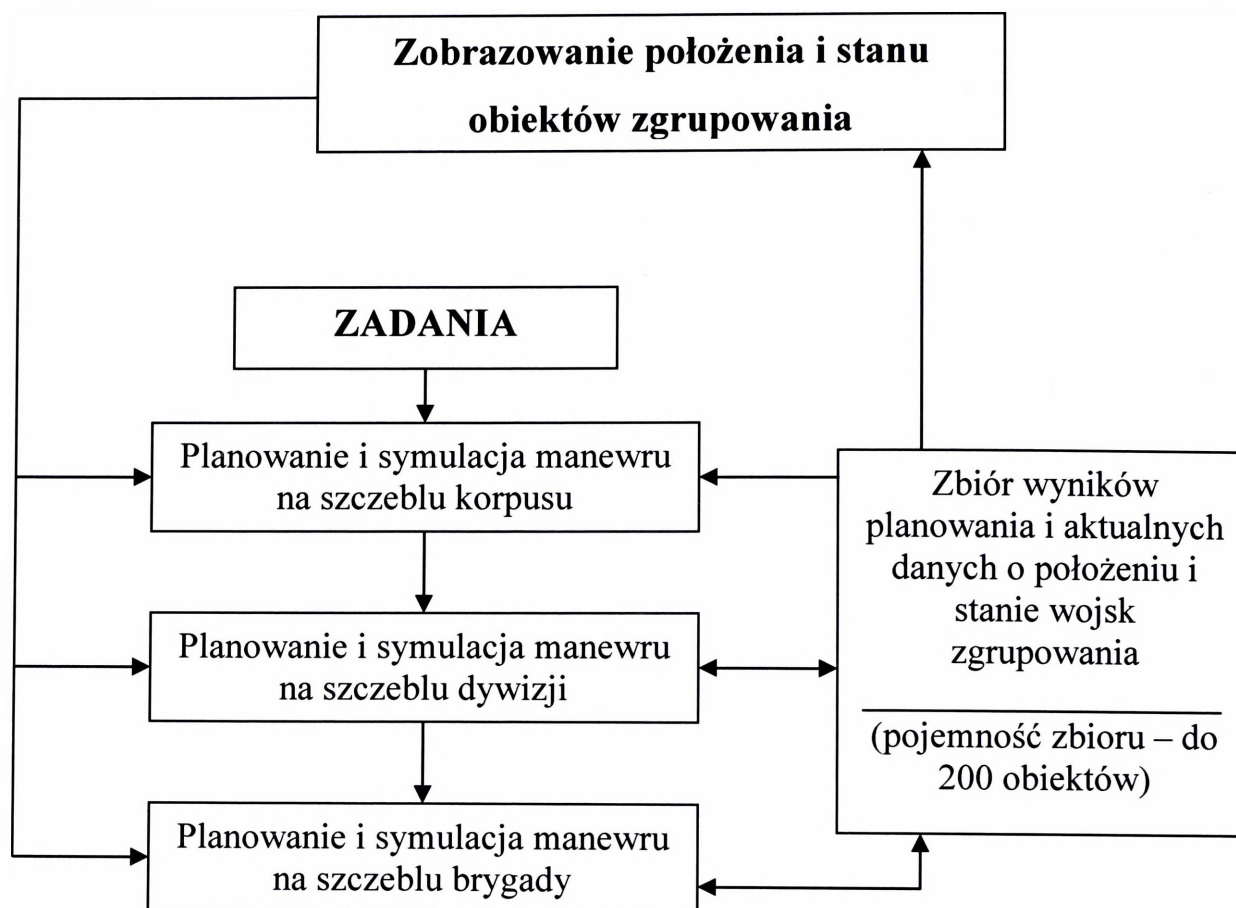 Zobrazowanie położenia i stanu
obiektów zgrupowania
ZADANIA
Planowanie i symulacja manewru
na szczeblu korpusu
Planowanie i symulacja manewru
na szczeblu dywizji
Planowanie i symulacja manewru
na szczeblu brygady
Zbiór wyników
planowania i aktualnych
danych o położeniu i
stanie wojsk
zgrupowania
(pojemność zbioru – do
200 obiektów)